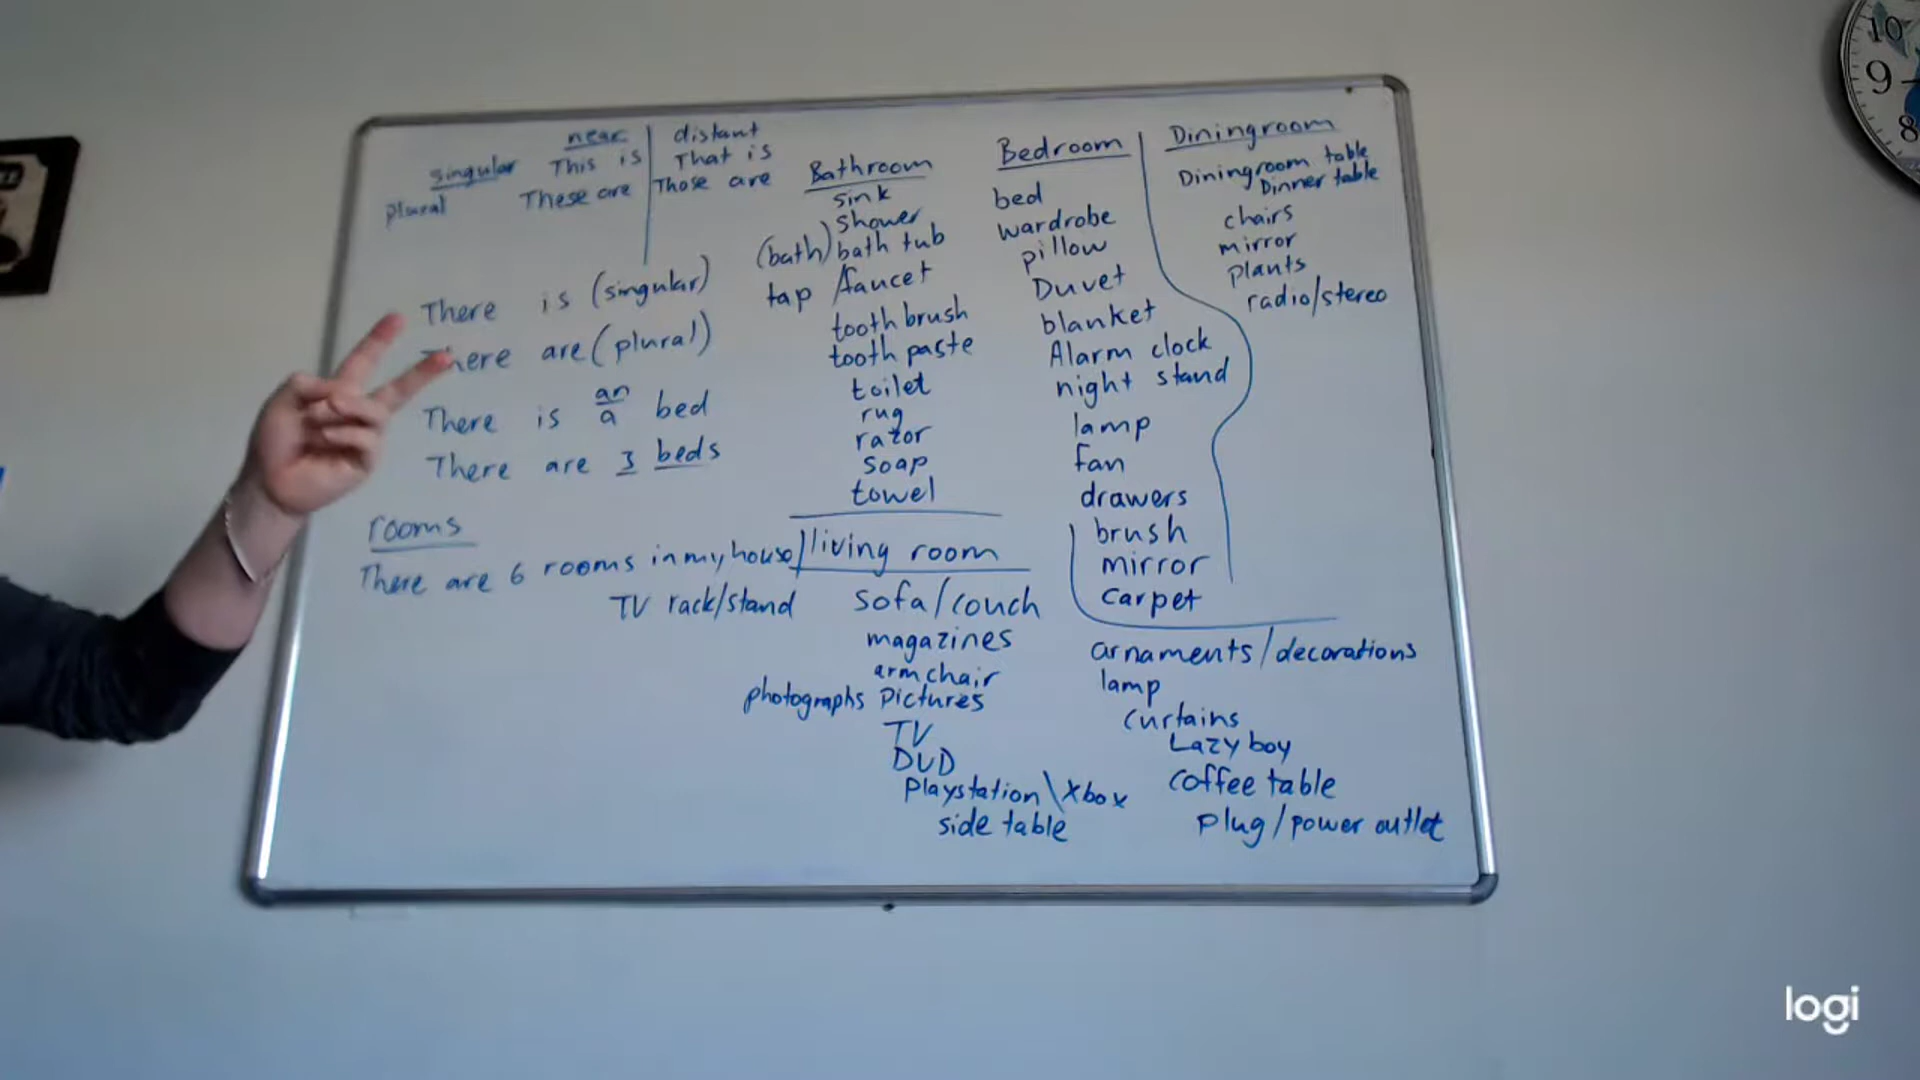 near distant
singular This is That is
plural These are Those are
There is (singular)
There are (plural)
There is an/a bed
There are 3 beds
rooms
There are 6 rooms in my house
Bathroom
sink
shower
(bath) bath tub
tap /faucet
tooth brush
tooth paste
toilet
rug
razor
soap
towel
living room
TV rack/stand sofa/couch
magazines
armchair
photographs pictures
TV
DVD
Playstation\Xbox
side table
Bedroom
bed
wardrobe
pillow
Duvet
blanket
Alarm clock
night stand
lamp
fan
drawers
brush
mirror
carpet
arnaments/decorations
lamp
curtains
Lazy boy
coffee table
plug/power outlet
Diningroom
Diningroom table
Dinner table
chairs
mirror
plants
radio/stereo
10
9
8
logi